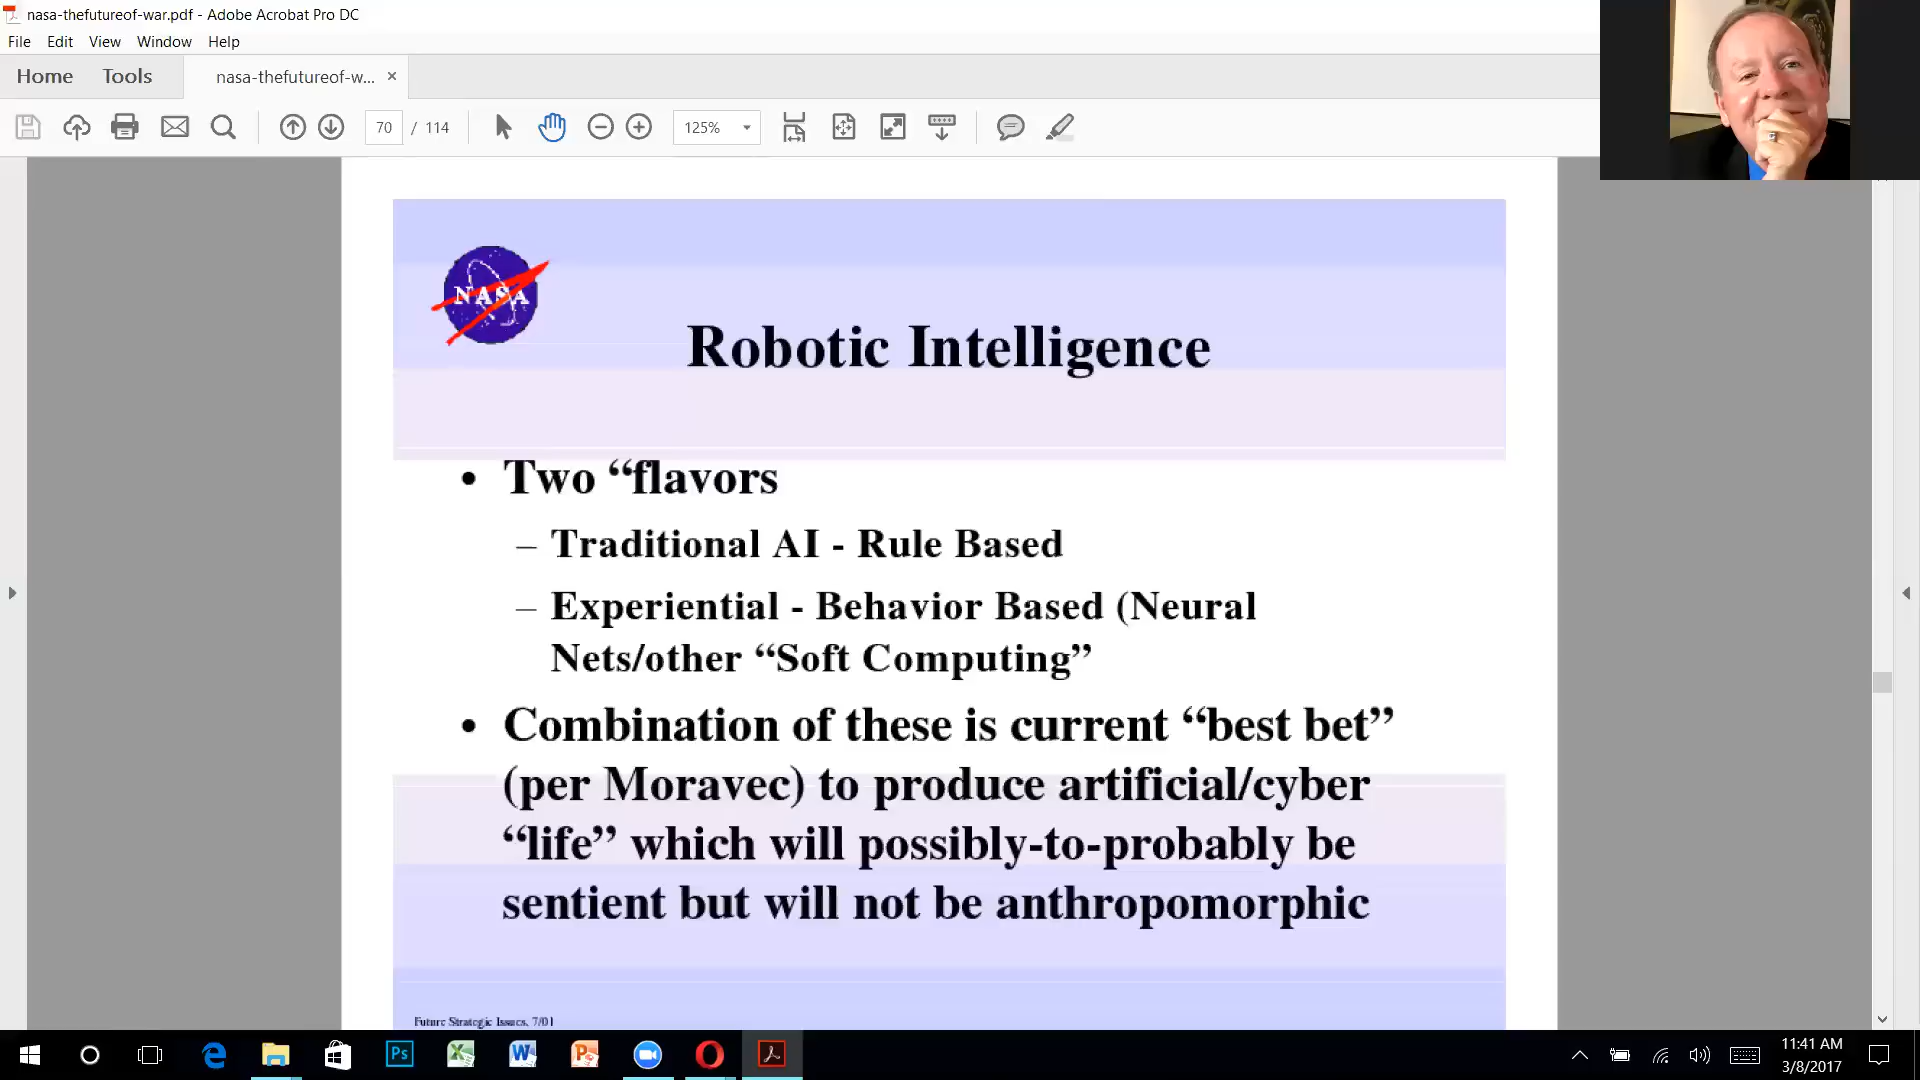 nasa-thefutureof-war.pdf - Adobe Acrobat Pro DC
File Edit View Window Help
Home Tools nasa-thefutureof-w... ×
70 / 114 125%
NASA
Robotic Intelligence
• Two “flavors
– Traditional AI - Rule Based
– Experiential - Behavior Based (Neural
Nets/other “Soft Computing”
• Combination of these is current “best bet”
(per Moravec) to produce artificial/cyber
“life” which will possibly-to-probably be
sentient but will not be anthropomorphic
Future Strategic Issues, 7/01
Ps
11:41 AM
3/8/2017